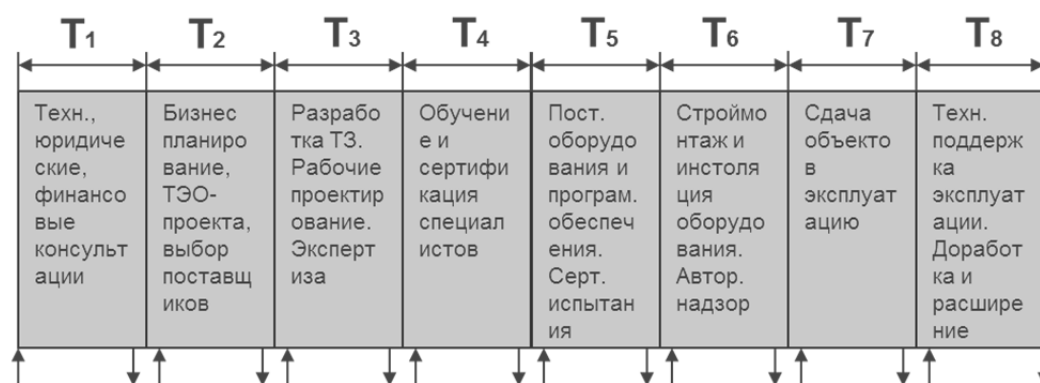 T1 T2 T3 T4 T5 T6 T7 T8
Техн.,
юридиче
ские,
финансо
вые
консульт
ации
Бизнес
планиро
вание,
ТЭО-
проекта,
выбор
поставщ
иков
Разрабо
тка ТЗ.
Рабочие
проектир
ование.
Эксперт
иза
Обучени
е и
сертифи
кация
специал
истов
Пост.
оборудо
вания и
програм.
обеспеч
ения.
Серт.
испытан
ия
Строймо
нтаж и
инстоля
ция
оборудо
вания.
Автор.
надзор
Сдача
объекто
в
эксплуат
ацию
Техн.
поддерж
ка
эксплуат
ации.
Доработ
ка и
расшире
ние